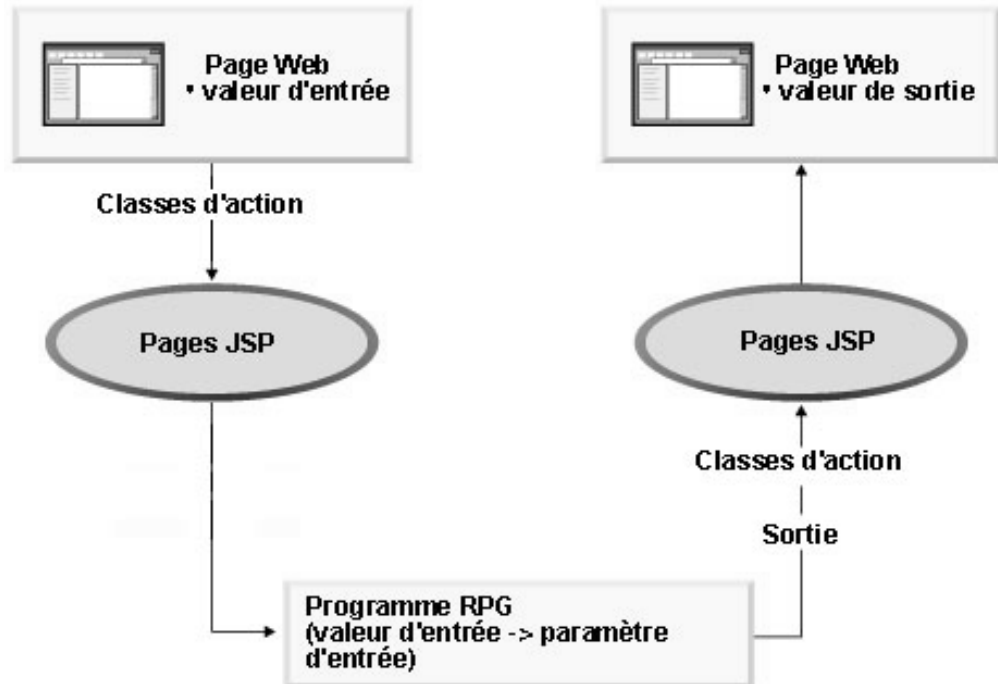 Page Web
• valeur d'entrée
Classes d'action
Pages JSP
Programme RPG
(valeur d'entrée -> paramètre
d'entrée)
Sortie
Classes d'action
Pages JSP
Page Web
• valeur de sortie